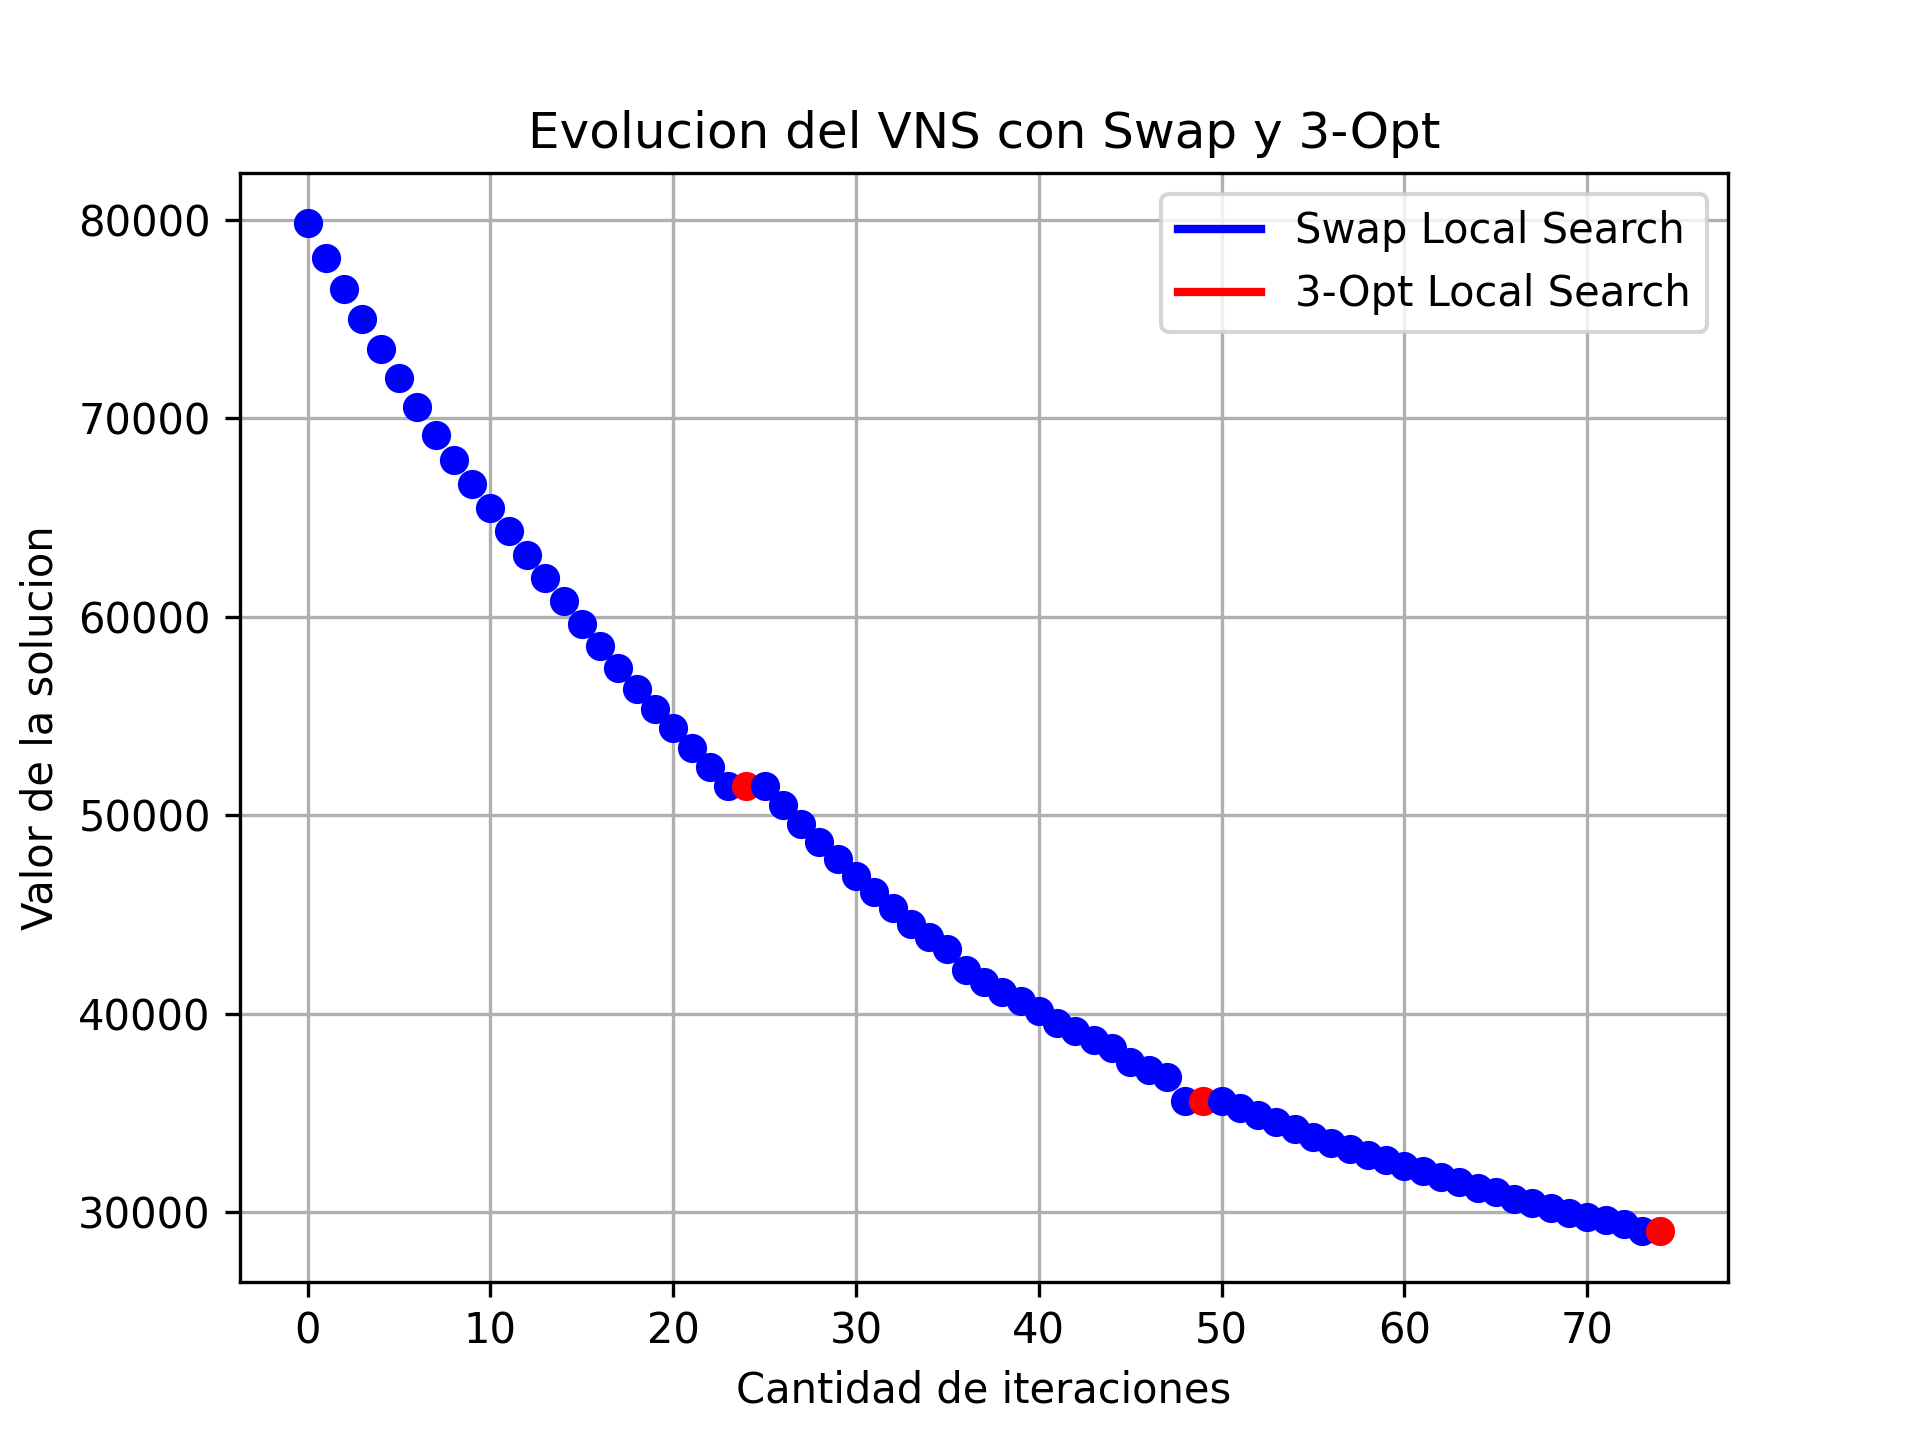 Evolucion del VNS con Swap y 3-Opt
Swap Local Search
3-Opt Local Search
Valor de la solucion
80000
70000
60000
50000
40000
30000
0 10 20 30 40 50 60 70
Cantidad de iteraciones